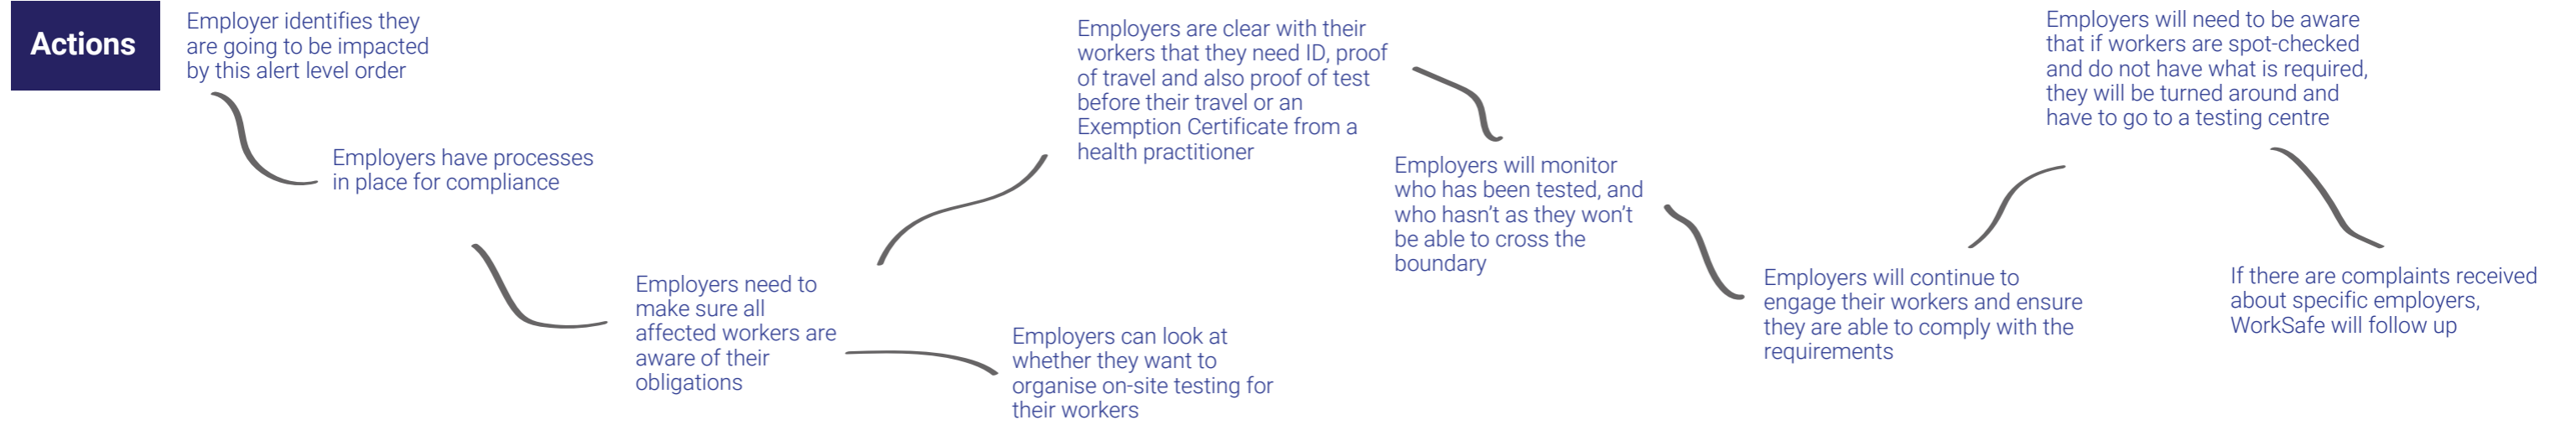 Actions
Employer identifies they
are going to be impacted
by this alert level order
Employers have processes
in place for compliance
Employers need to
make sure all
affected workers are
aware of their
obligations
Employers are clear with their
workers that they need ID, proof
of travel and also proof of test
before their travel or an
Exemption Certificate from a
health practitioner
Employers can look at
whether they want to
organise on-site testing for
their workers
Employers will monitor
who has been tested, and
who hasn’t as they won’t
be able to cross the
boundary
Employers will continue to
engage their workers and ensure
they are able to comply with the
requirements
Employers will need to be aware
that if workers are spot-checked
and do not have what is required,
they will be turned around and
have to go to a testing centre
If there are complaints received
about specific employers,
WorkSafe will follow up